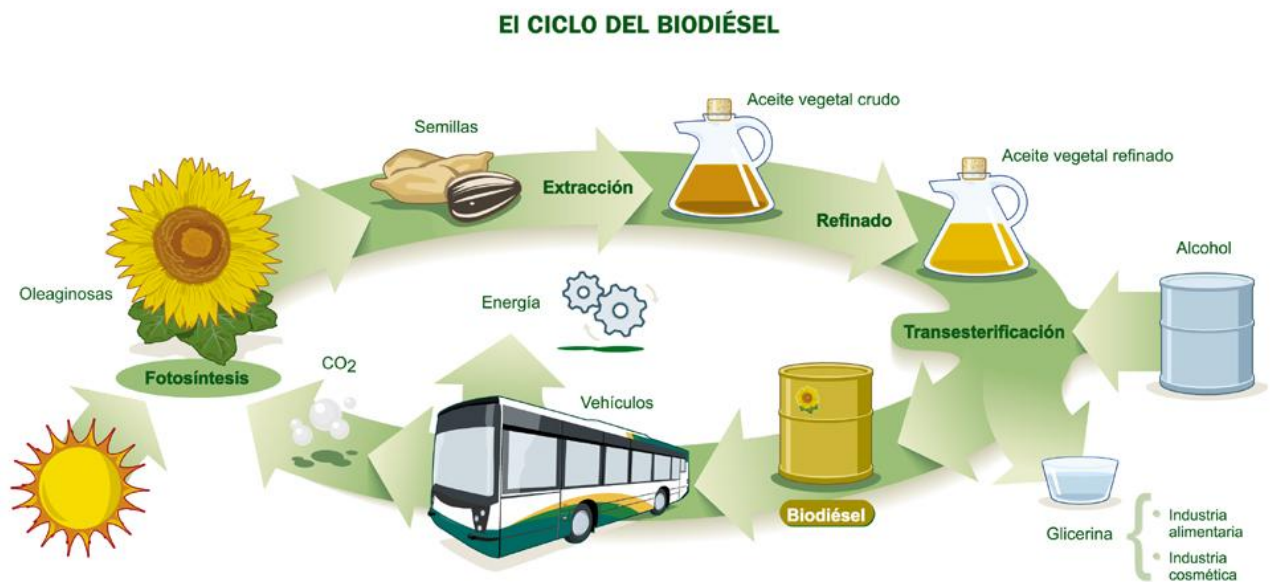 El CICLO DEL BIODIÉSEL
Aceite vegetal crudo
Semillas
Aceite vegetal refinado
Extracción
Refinado
Alcohol
Oleaginosas
Energía
Transesterificación
CO2
Fotosíntesis
Vehículos
Biodiésel
Glicerina
• Industria
alimentaria
• Industria
cosmética